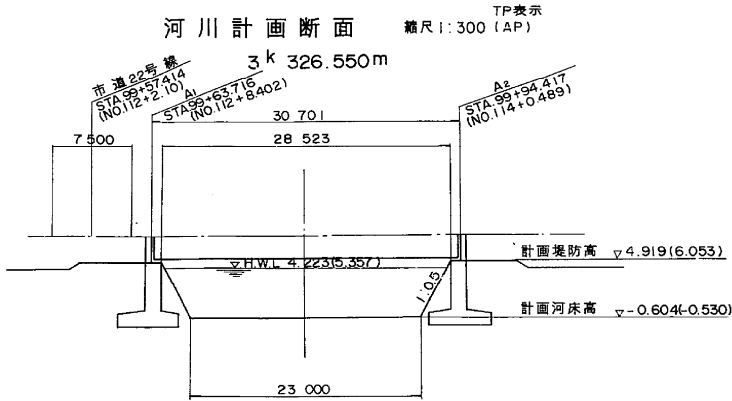 TP表示
河川計画断面 縮尺 1:300 (AP)
3k 326.550m
市道22号線
STA.99+57.414
(NO.112+2.10)
A1
STA.99+63.716
(NO.112+8.402)
A2
STA.99+94.417
(NO.114+0.489)
30 701
7 500
28 523
計画堤防高 ▽4.919(6.053)
▽H.W.L 4.223(5.357)
1:0.5
計画河床高 ▽-0.604(-0.530)
23 000